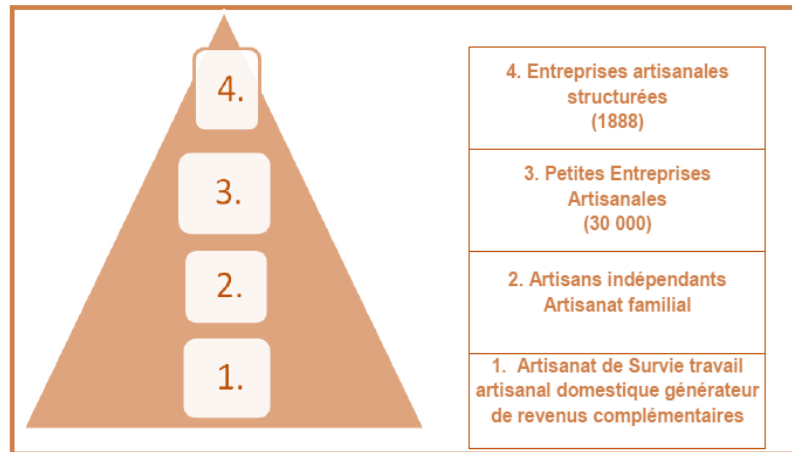 4.
3.
2.
1.
4. Entreprises artisanales
structurées
(1888)
3. Petites Entreprises
Artisanales
(30 000)
2. Artisans indépendants
Artisanat familial
1. Artisanat de Survie travail
artisanal domestique générateur
de revenus complémentaires